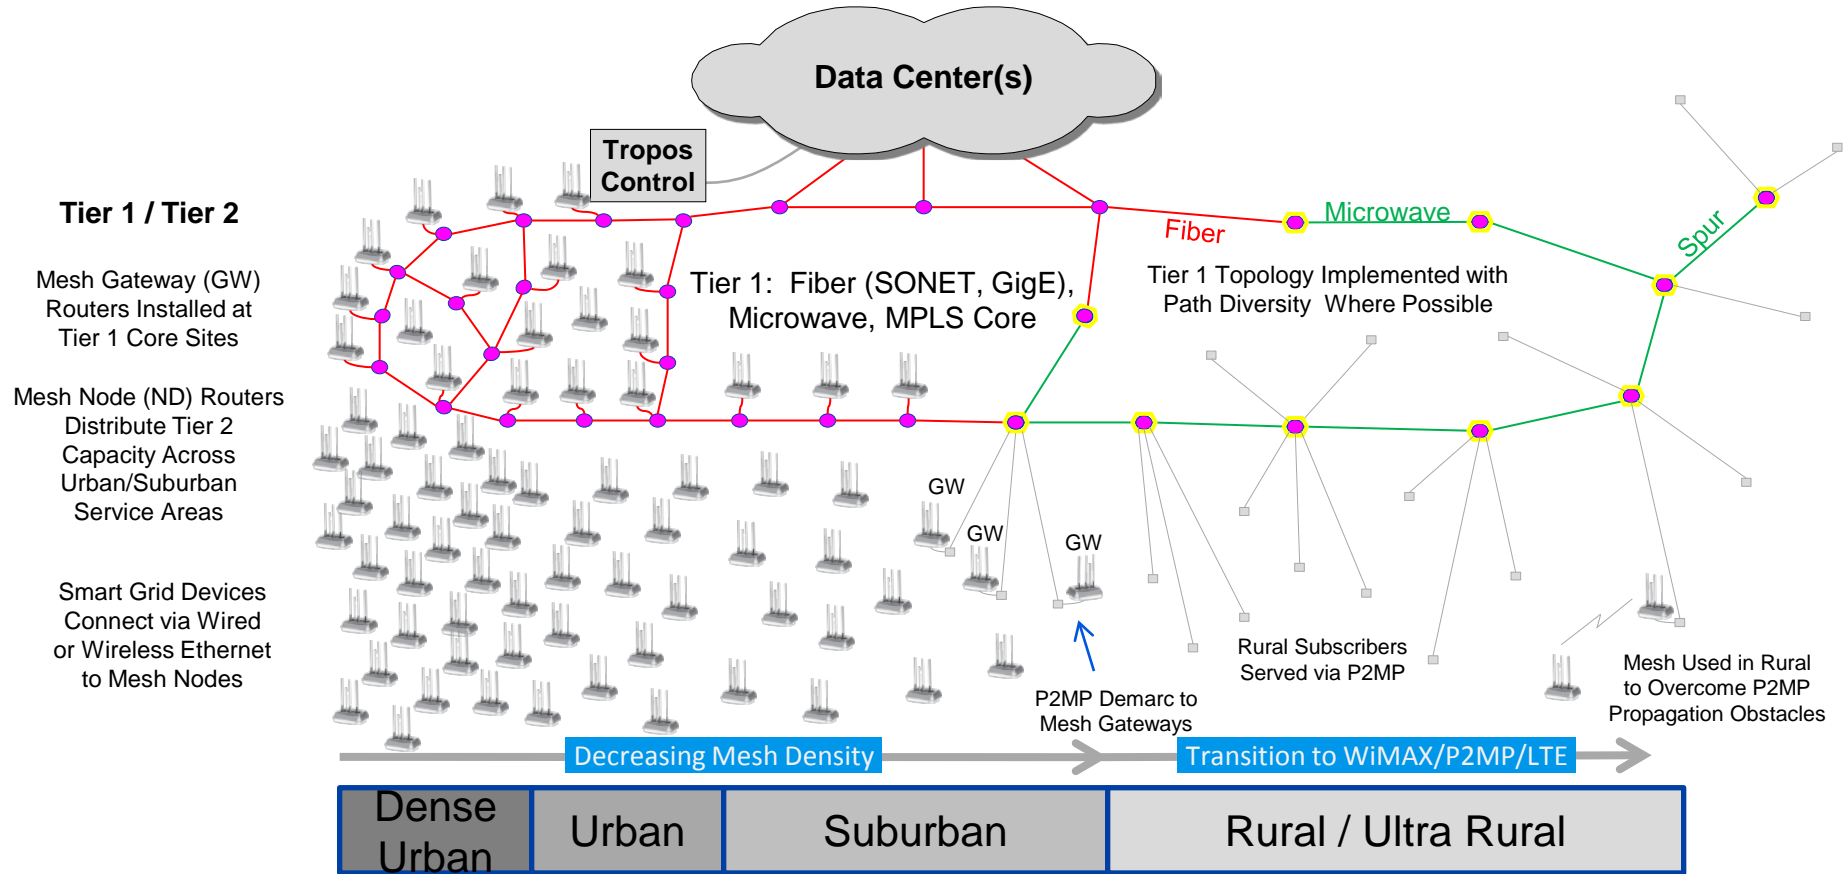 Data Center(s)
Tropos
Control
Tier 1 / Tier 2
Mesh Gateway (GW)
Routers Installed at
Tier 1 Core Sites
Mesh Node (ND) Routers
Distribute Tier 2
Capacity Across
Urban/Suburban
Service Areas
Smart Grid Devices
Connect via Wired
or Wireless Ethernet
to Mesh Nodes
Tier 1:  Fiber (SONET, GigE),
Microwave, MPLS Core
Fiber
Microwave
Spur
Tier 1 Topology Implemented with
Path Diversity  Where Possible
GW
GW
GW
P2MP Demarc to
Mesh Gateways
Rural Subscribers
Served via P2MP
Mesh Used in Rural
to Overcome P2MP
Propagation Obstacles
Decreasing Mesh Density
Transition to WiMAX/P2MP/LTE
Dense
Urban
Urban
Suburban
Rural / Ultra Rural